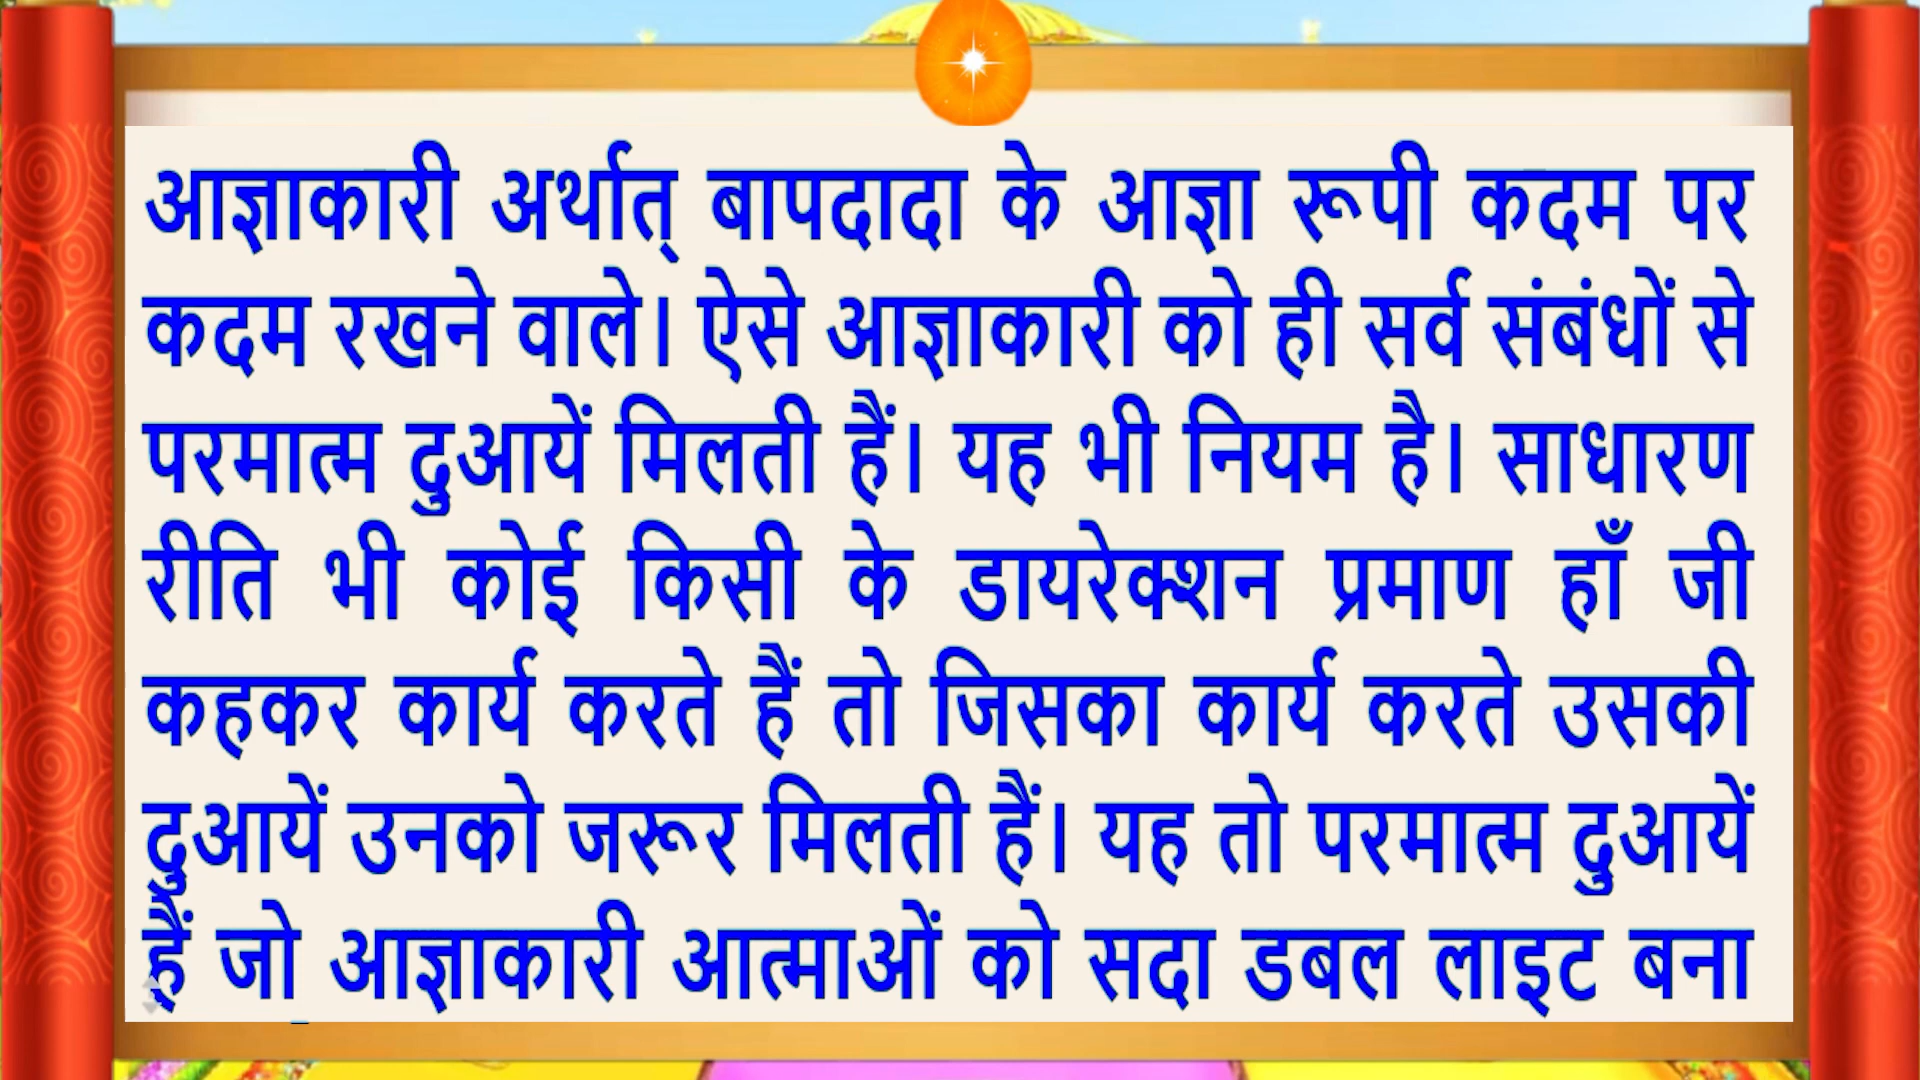 आज्ञाकारी अर्थात् बापदादा के आज्ञा रूपी कदम पर
कदम रखने वाले। ऐसे आज्ञाकारी को ही सर्व संबंधों से
परमात्म दुआयें मिलती हैं। यह भी नियम है। साधारण
रीति भी कोई किसी के डायरेक्शन प्रमाण हाँ जी
कहकर कार्य करते हैं तो जिसका कार्य करते उसकी
दुआयें उनको जरूर मिलती हैं। यह तो परमात्म दुआयें
हैं जो आज्ञाकारी आत्माओं को सदा डबल लाइट बना